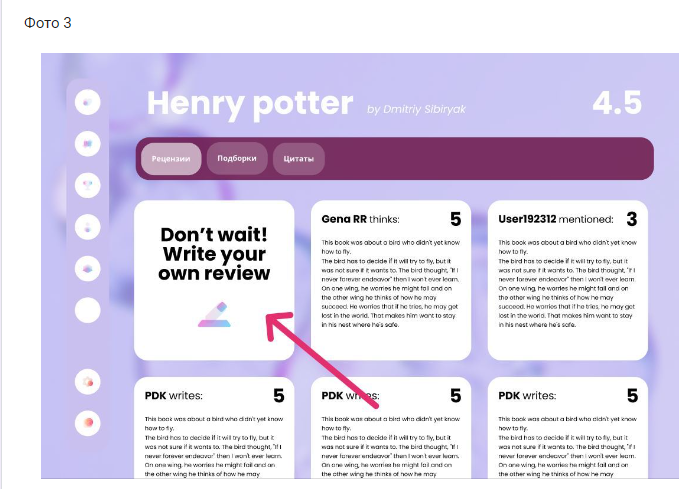 Фото 3
Henry potter by Dmitriy Sibiryak 4.5
Рецензии Подборки Цитаты
Don't wait!
Write your
own review
Gena RR thinks: 5
This book was about a bird who didn't yet know
how to fly.
The bird has to decide if it will try to fly, but it
was not sure if it wants to. The bird thought, "If I
never forever endeavor" then I won't ever learn.
On one wing, he worries he might fail and on
the other wing he thinks of how he may
succeed. He worries that if he tries, he may get
lost in the world. That makes him want to stay
in his nest where he's safe.
User192312 mentioned: 3
This book was about a bird who didn't yet know
how to fly.
The bird has to decide if it will try to fly, but it
was not sure if it wants to. The bird thought, "If I
never forever endeavor" then I won't ever learn.
On one wing, he worries he might fail and on
the other wing he thinks of how he may
succeed. He worries that if he tries, he may get
lost in the world. That makes him want to stay
in his nest where he's safe.
PDK writes: 5
This book was about a bird who didn't yet know
how to fly.
The bird has to decide if it will try to fly, but it
was not sure if it wants to. The bird thought, "If I
never forever endeavor" then I won't ever learn.
On one wing, he worries he might fail and on
the other wing he thinks of how he may
PDK writes: 5
This book was about a bird who didn't yet know
how to fly.
The bird has to decide if it will try to fly, but it
was not sure if it wants to. The bird thought, "If I
never forever endeavor" then I won't ever learn.
On one wing, he worries he might fail and on
the other wing he thinks of how he may
PDK writes: 5
This book was about a bird who didn't yet know
how to fly.
The bird has to decide if it will try to fly, but it
was not sure if it wants to. The bird thought, "If I
never forever endeavor" then I won't ever learn.
On one wing, he worries he might fail and on
the other wing he thinks of how he may